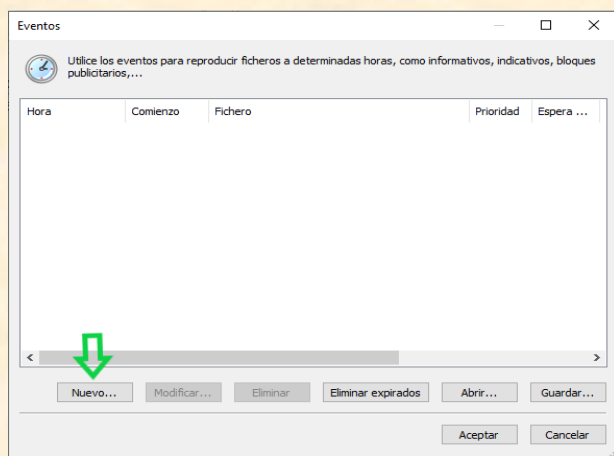 Eventos
Utilice los eventos para reproducir ficheros a determinadas horas, como informativos, indicativos, bloques
publicitarios,...
Hora Comienzo Fichero Prioridad Espera ...
Nuevo... Modificar... Eliminar Eliminar expirados Abrir... Guardar...
Aceptar Cancelar